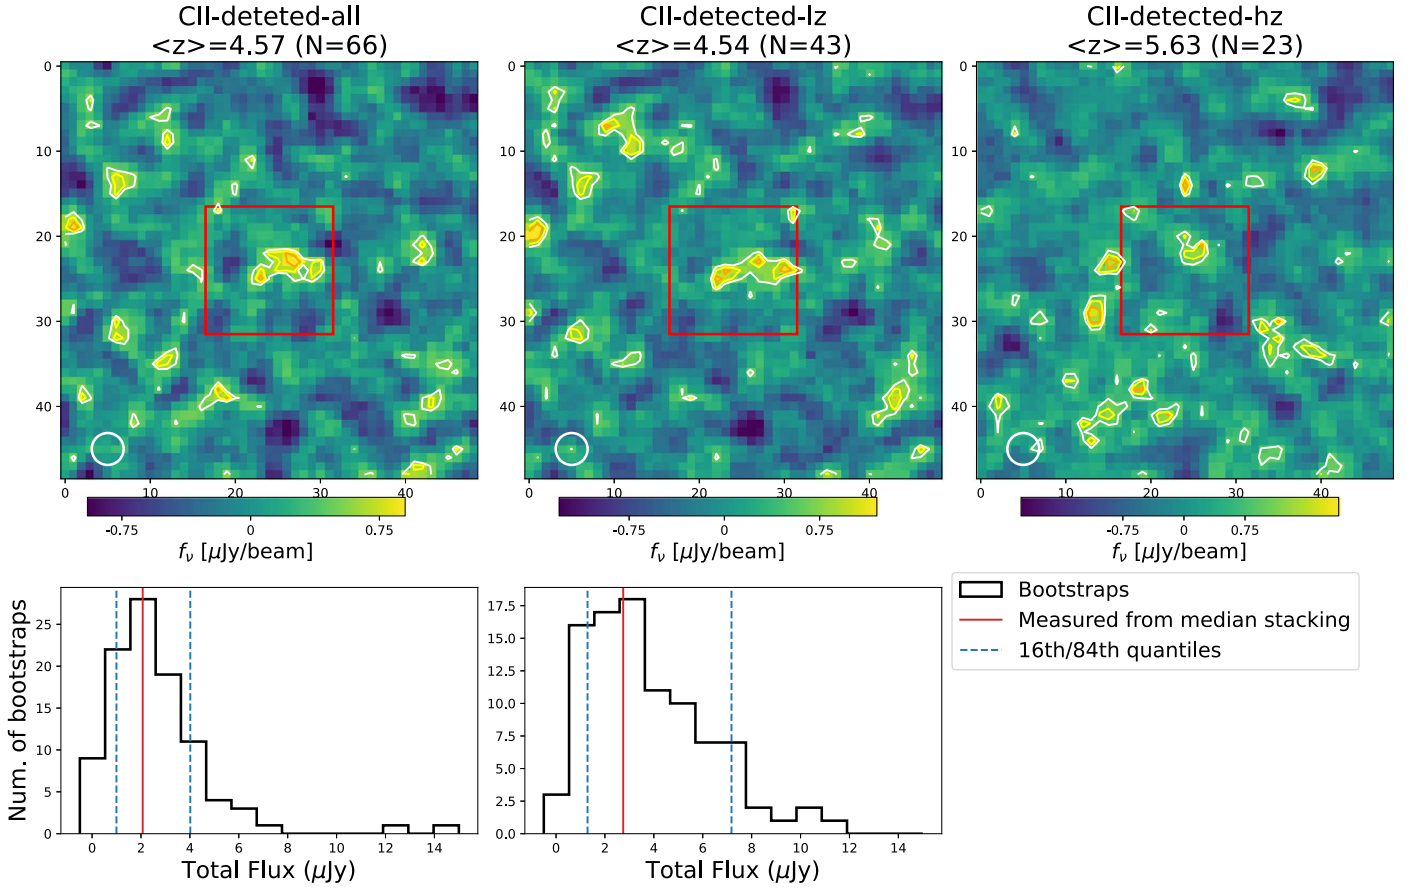 CII-deteted-all
<z>=4.57 (N=66)
CII-detected-lz
<z>=4.54 (N=43)
CII-detected-hz
<z>=5.63 (N=23)
0
10
20
30
40
0 10 20 30 40
-0.75 0 0.75
fν [μJy/beam]
0
10
20
30
40
0 10 20 30 40
-0.75 0 0.75
fν [μJy/beam]
0
10
20
30
40
0 10 20 30 40
-0.75 0 0.75
fν [μJy/beam]
Num. of bootstraps
25
20
15
10
5
0
0 2 4 6 8 10 12 14
Total Flux (μJy)
17.5
15.0
12.5
10.0
7.5
5.0
2.5
0.0
0 2 4 6 8 10 12 14
Total Flux (μJy)
Bootstraps
Measured from median stacking
16th/84th quantiles